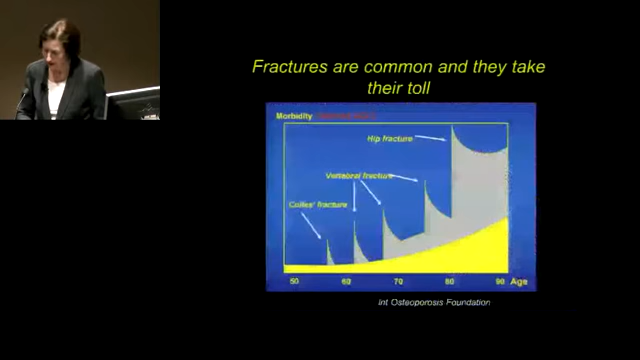 Fractures are common and they take
their toll
Morbidity
Hip fracture
Vertebral fracture
Colles' fracture
50 60 70 80 90 Age
Int Osteoporosis Foundation